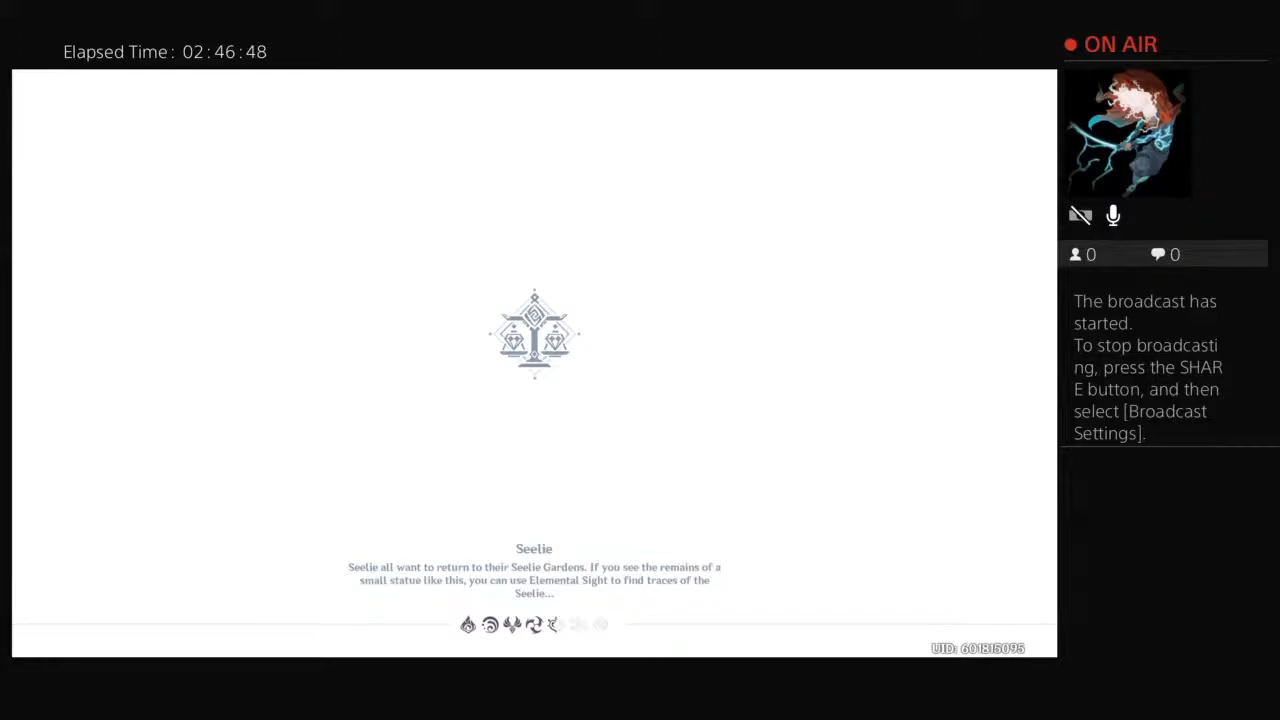 Elapsed Time: 02:46:48
ON AIR
0
0
The broadcast has
started.
To stop broadcasti
ng, press the SHAR
E button, and then
select [Broadcast
Settings].
Seelie
Seelie all want to return to their Seelie Gardens. If you see the remains of a
small statue like this, you can use Elemental Sight to find traces of the
Seelie...
UID: 601815095